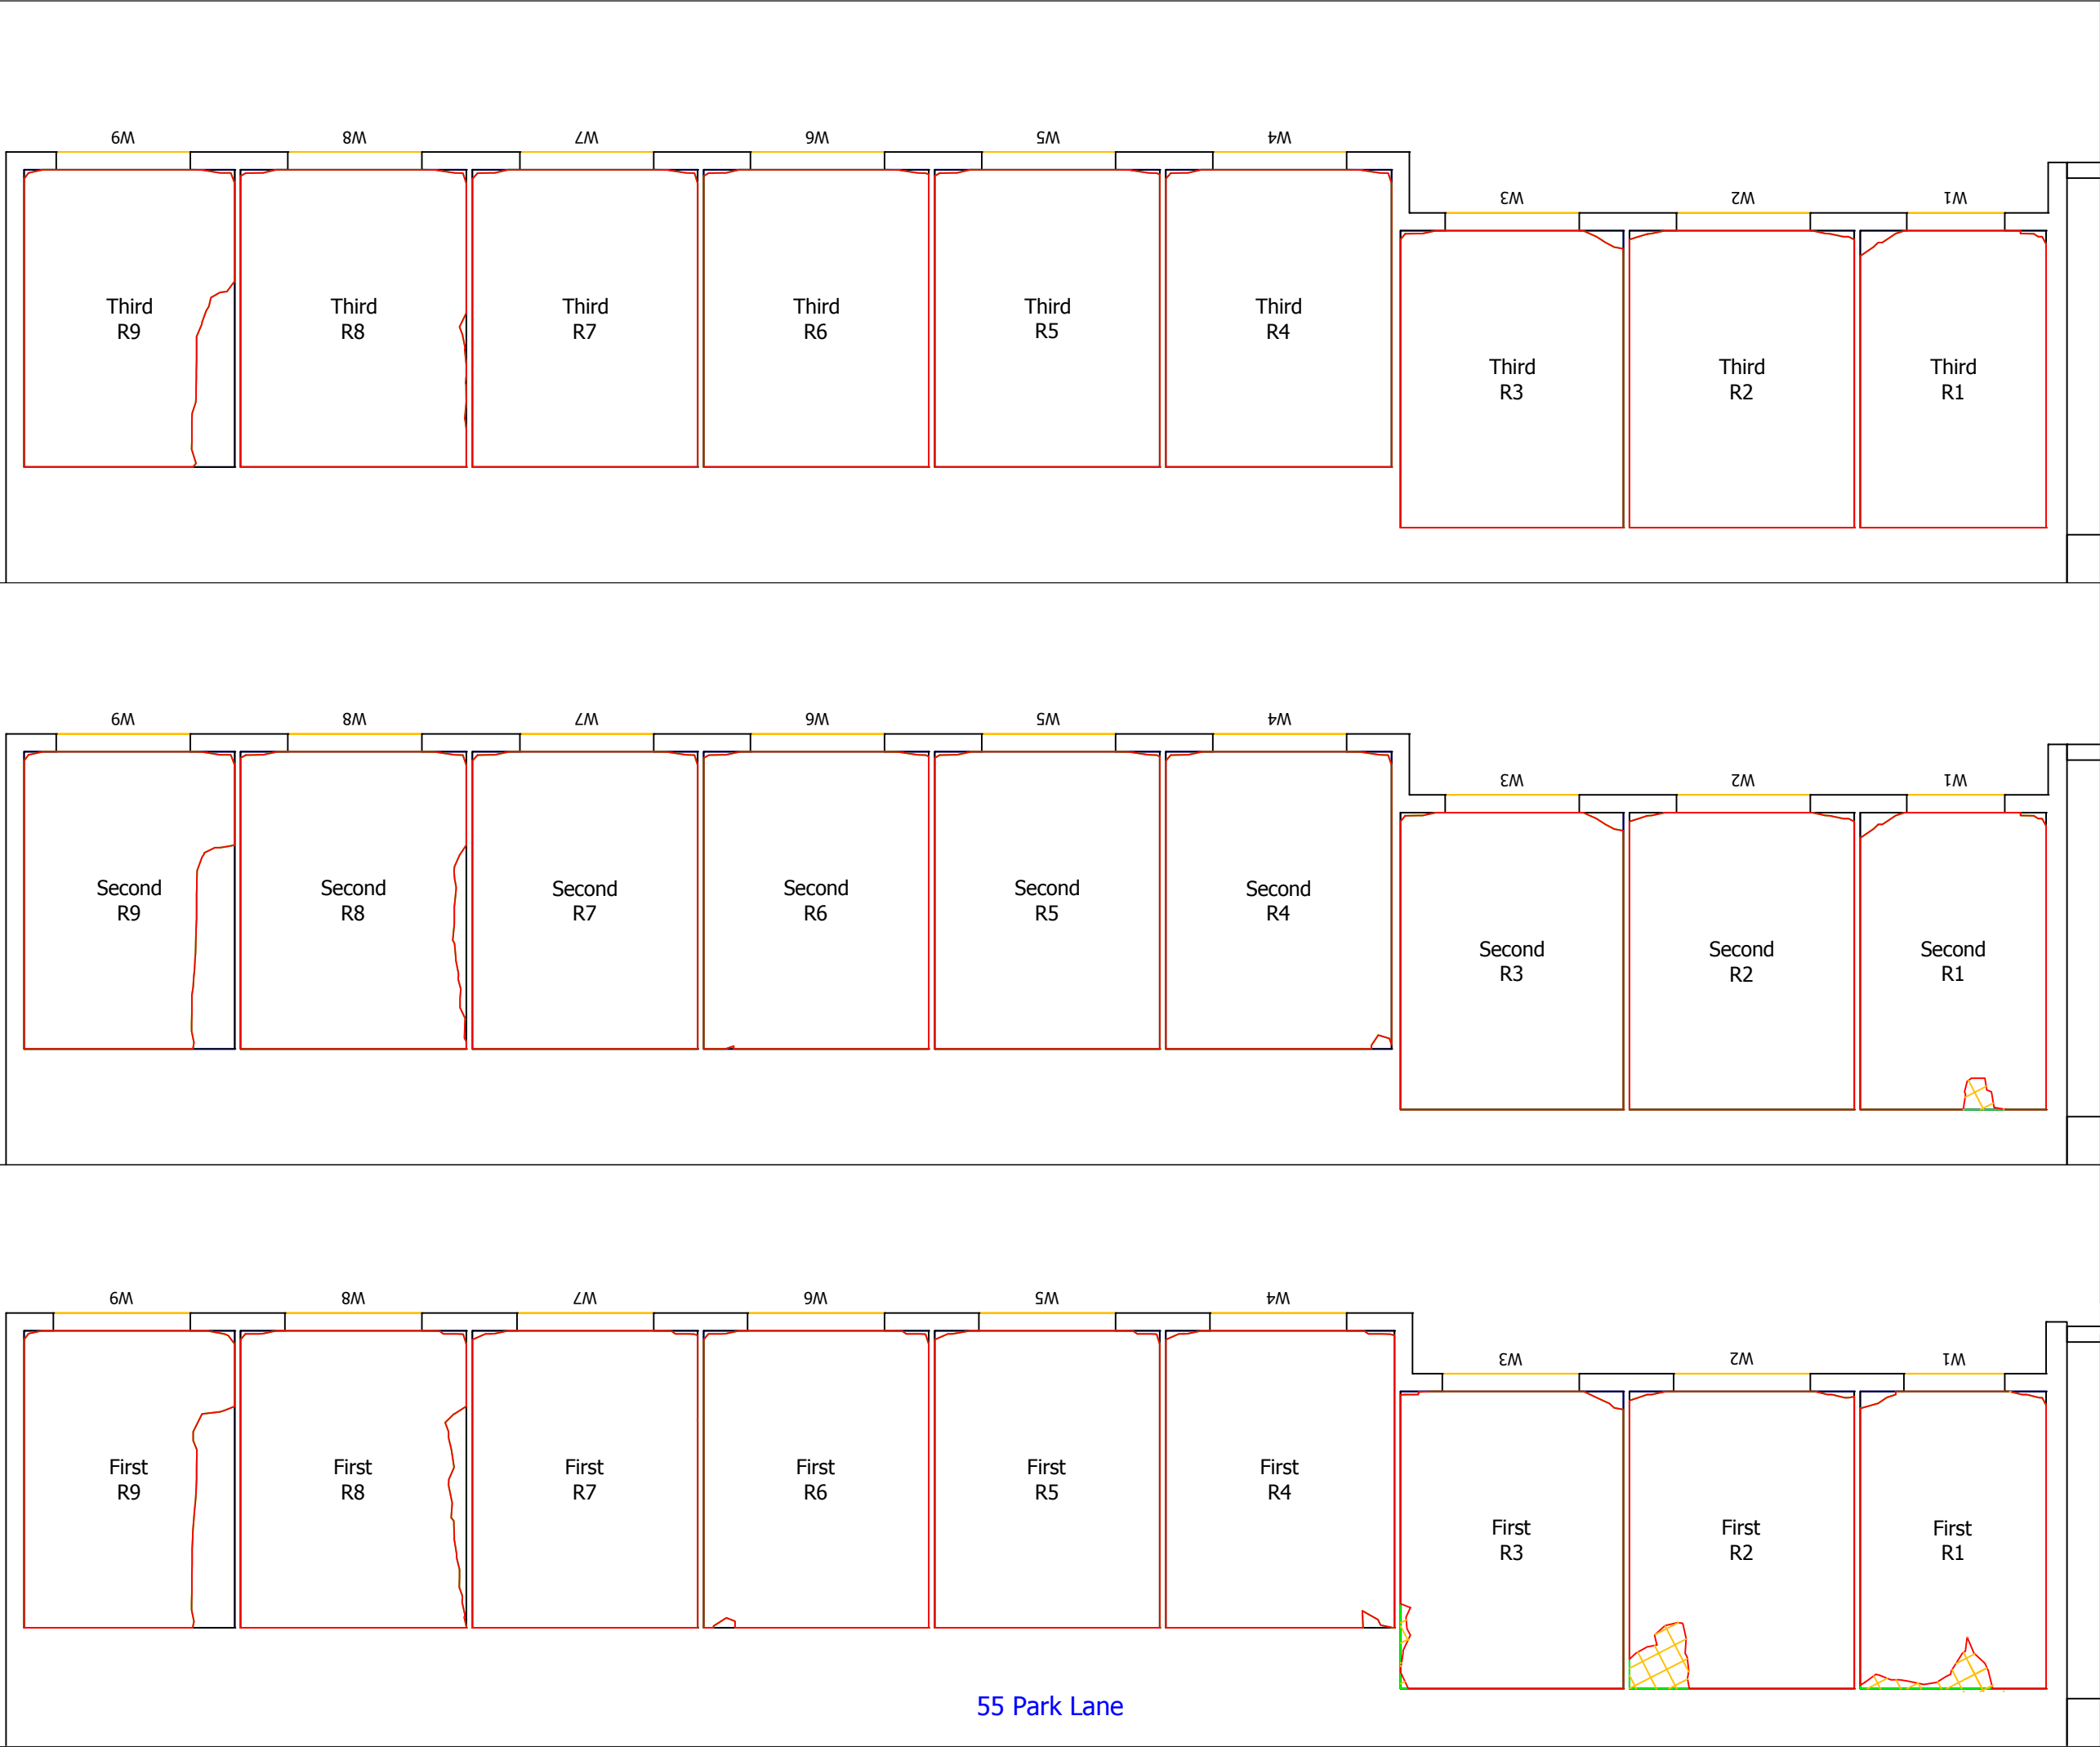 W9 W8 W7 W6 W5 W4
W3 W2 W1
Third Third Third Third Third Third
R9 R8 R7 R6 R5 R4
Third Third Third
R3 R2 R1
W9 W8 W7 W6 W5 W4
W3 W2 W1
Second Second Second Second Second Second
R9 R8 R7 R6 R5 R4
Second Second Second
R3 R2 R1
W9 W8 W7 W6 W5 W4
W3 W2 W1
First First First First First First
R9 R8 R7 R6 R5 R4
First First First
R3 R2 R1
55 Park Lane